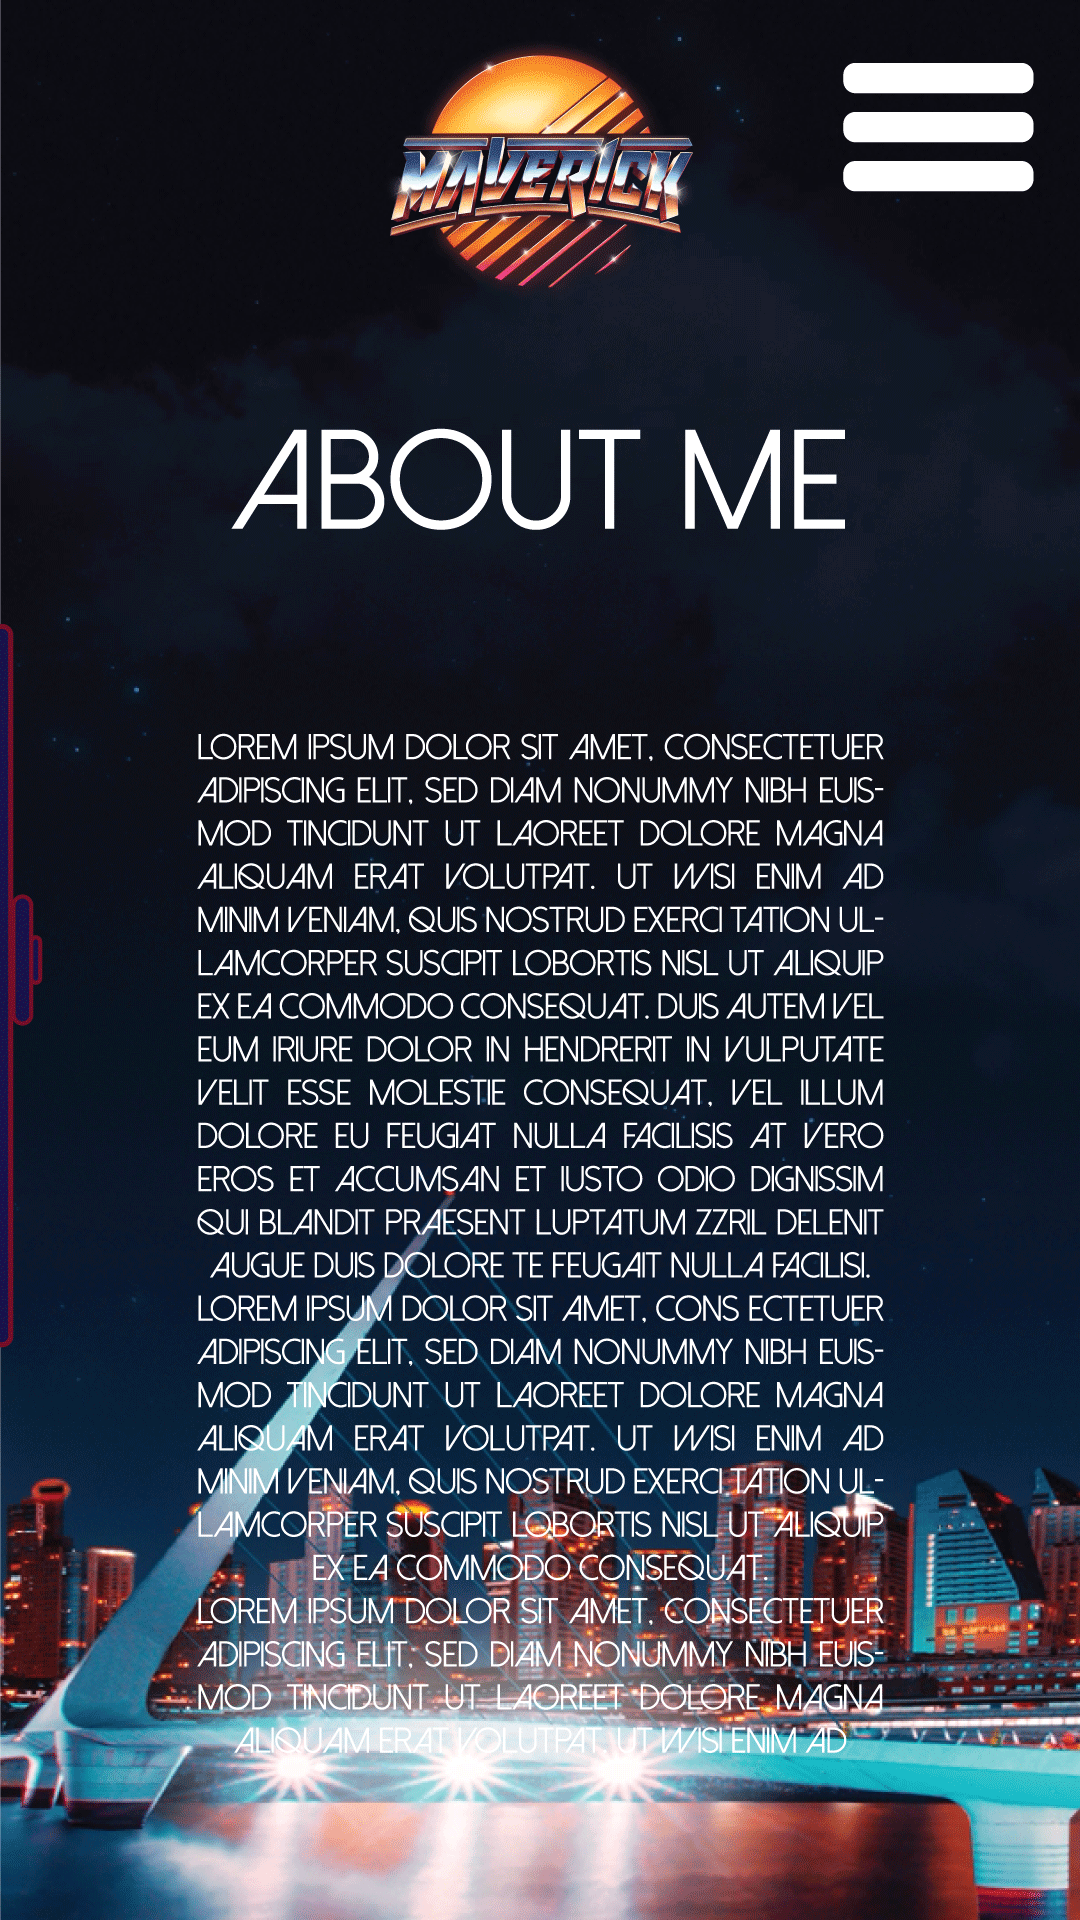 MAVERICK
ABOUT ME
LOREM IPSUM DOLOR SIT AMET, CONSECTETUER
ADIPISCING ELIT, SED DIAM NONUMMY NIBH EUIS-
MOD TINCIDUNT UT LAOREET DOLORE MAGNA
ALIQUAM ERAT VOLUTPAT. UT WISI ENIM AD
MINIM VENIAM, QUIS NOSTRUD EXERCI TATION UL-
LAMCORPER SUSCIPIT LOBORTIS NISL UT ALIQUIP
EX EA COMMODO CONSEQUAT. DUIS AUTEM VEL
EUM IRIURE DOLOR IN HENDRERIT IN VULPUTATE
VELIT ESSE MOLESTIE CONSEQUAT, VEL ILLUM
DOLORE EU FEUGIAT NULLA FACILISIS AT VERO
EROS ET ACCUMSAN ET IUSTO ODIO DIGNISSIM
QUI BLANDIT PRAESENT LUPTATUM ZZRIL DELENIT
AUGUE DUIS DOLORE TE FEUGAIT NULLA FACILISI.
LOREM IPSUM DOLOR SIT AMET, CONS ECTETUER
ADIPISCING ELIT, SED DIAM NONUMMY NIBH EUIS-
MOD TINCIDUNT UT LAOREET DOLORE MAGNA
ALIQUAM ERAT VOLUTPAT. UT WISI ENIM AD
MINIM VENIAM, QUIS NOSTRUD EXERCI TATION UL-
LAMCORPER SUSCIPIT LOBORTIS NISL UT ALIQUIP
EX EA COMMODO CONSEQUAT.
LOREM IPSUM DOLOR SIT AMET, CONSECTETUER
ADIPISCING ELIT, SED DIAM NONUMMY NIBH EUIS-
MOD TINCIDUNT UT LAOREET DOLORE MAGNA
ALIQUAM ERAT VOLUTPAT. UT WISI ENIM AD